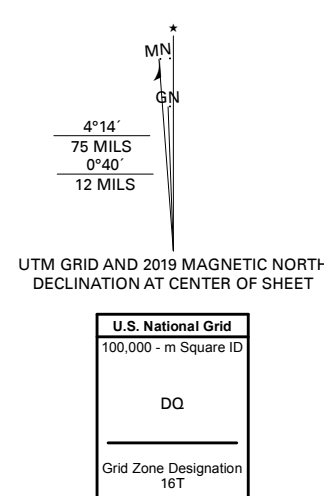 MN
GN
4°14´
75 MILS
0°40´
12 MILS
UTM GRID AND 2019 MAGNETIC NORTH
DECLINATION AT CENTER OF SHEET
U.S. National Grid
100,000 - m Square ID
DQ
Grid Zone Designation
16T